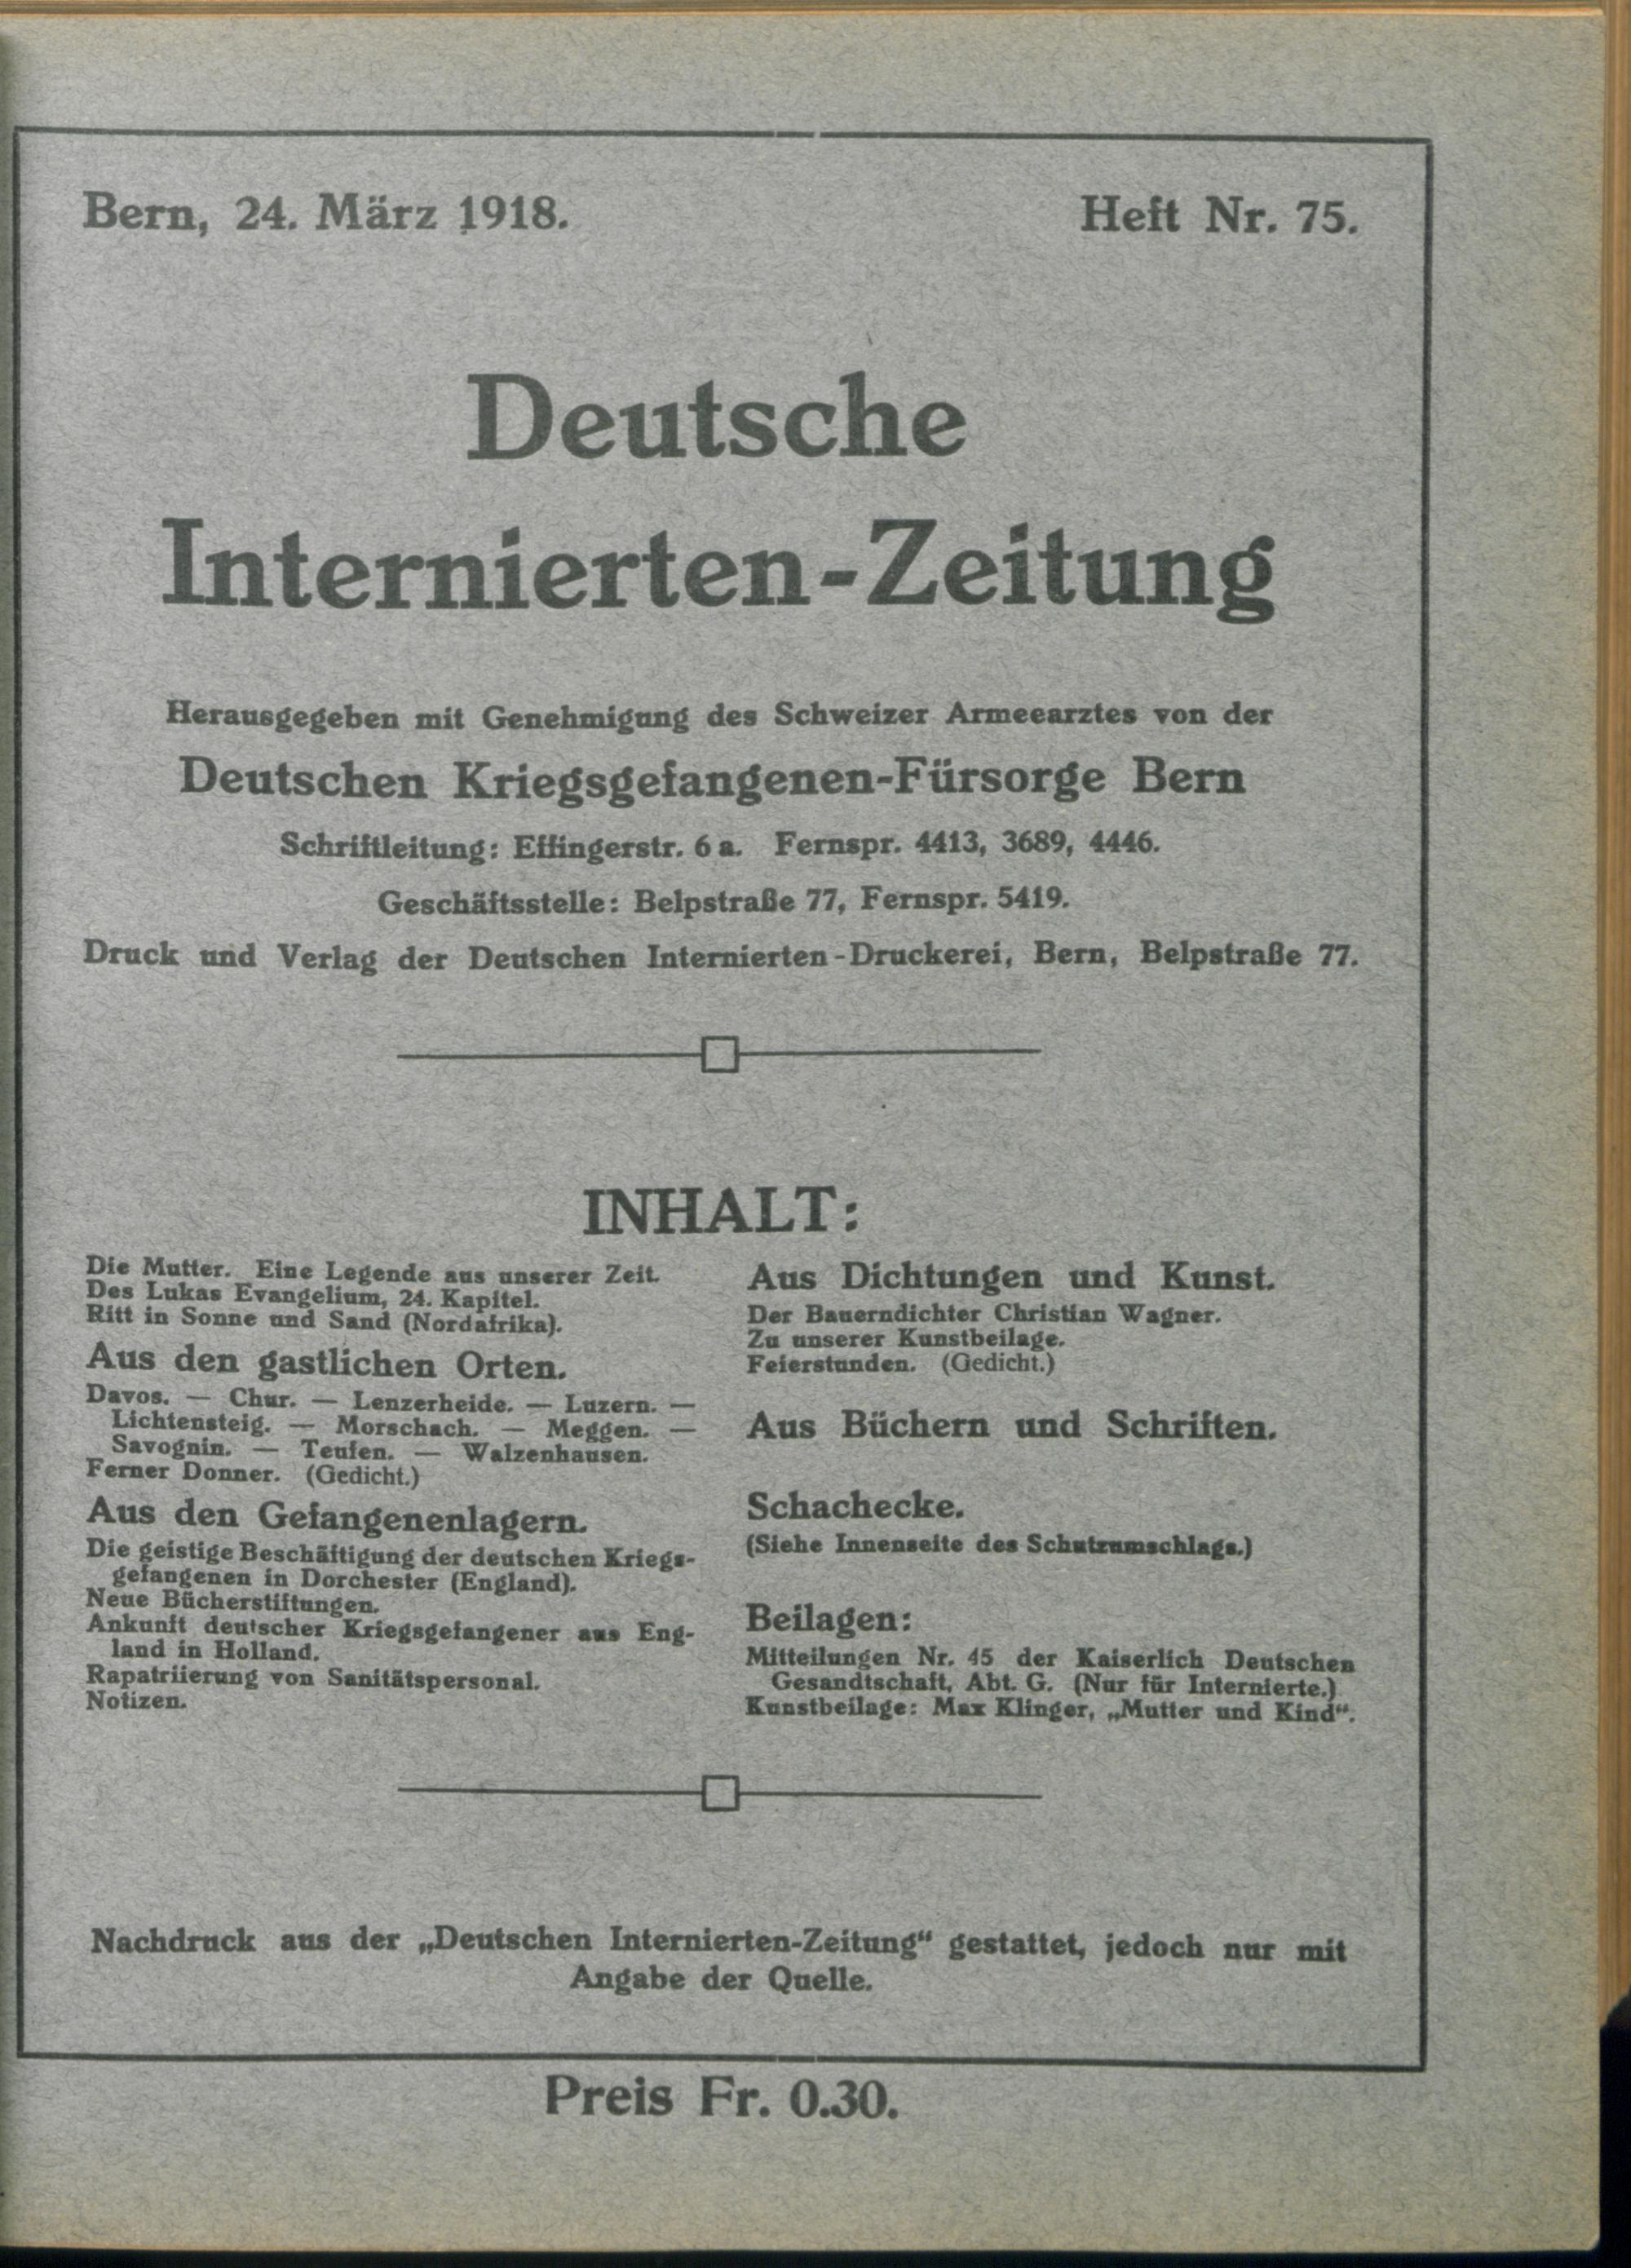 Bern, 24. März 1918.
Heft Nr. 75.
Deutsche
Internierten-Zeitung
Herausgegeben mit Genehmigung des Schweizer Armeearztes von der
Deutschen Kriegsgefangenen-Fürsorge Bern
Schriftleitung: Effingerstr. 6 a. Fernspr. 4413, 3689, 4446.
Geschäftsstelle: Belpstraße 77, Fernspr. 5419.
Druck und Verlag der Deutschen Internierten-Druckerei, Bern, Belpstraße 77.
INHALT:
Die Mutter. Eine Legende aus unserer Zeit.
Des Lukas Evangelium, 24. Kapitel.
Ritt in Sonne und Sand (Nordafrika).
Aus den gastlichen Orten.
Davos. — Chur. — Lenzerheide. — Luzern. —
Lichtensteig. — Morschach. — Meggen. —
Savognin. — Teufen. — Walzenhausen.
Ferner Donner. (Gedicht.)
Aus den Gefangenenlagern.
Die geistige Beschäftigung der deutschen Kriegs-
gefangenen in Dorchester (England).
Neue Bücherstiftungen.
Ankunft deutscher Kriegsgefangener aus Eng-
land in Holland.
Rapatriierung von Sanitätspersonal.
Notizen.
Aus Dichtungen und Kunst.
Der Bauerndichter Christian Wagner.
Zu unserer Kunstbeilage.
Feierstunden. (Gedicht.)
Aus Büchern und Schriften.
Schachecke.
(Siehe Innenseite des Schutzumschlags.)
Beilagen:
Mitteilungen Nr. 45 der Kaiserlich Deutschen
Gesandtschaft, Abt. G. (Nur für Internierte.)
Kunstbeilage: Max Klinger, „Mutter und Kind“.
Nachdruck aus der „Deutschen Internierten-Zeitung“ gestattet, jedoch nur mit
Angabe der Quelle.
Preis Fr. 0.30.